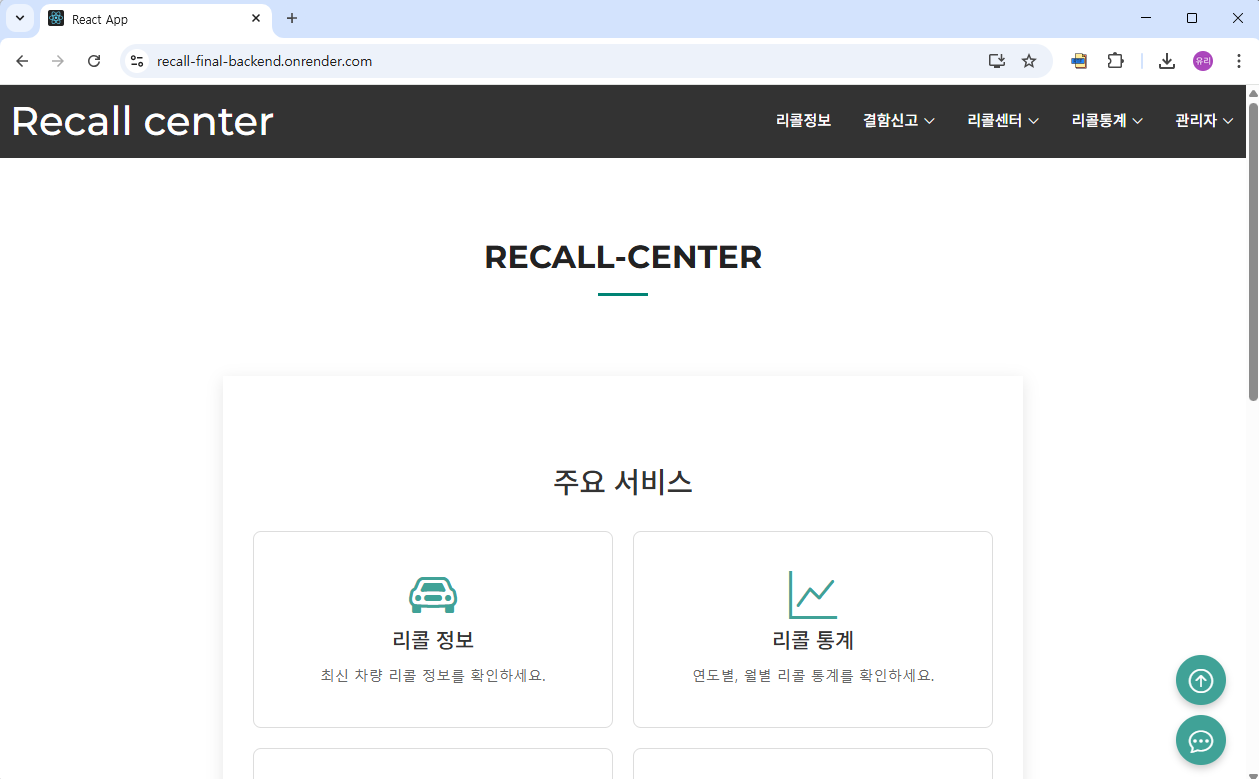 React App
recall-final-backend.onrender.com
유리
Recall center
리콜정보 결함신고 리콜센터 리콜통계 관리자
RECALL-CENTER
주요 서비스
리콜 정보
최신 차량 리콜 정보를 확인하세요.
리콜 통계
연도별, 월별 리콜 통계를 확인하세요.